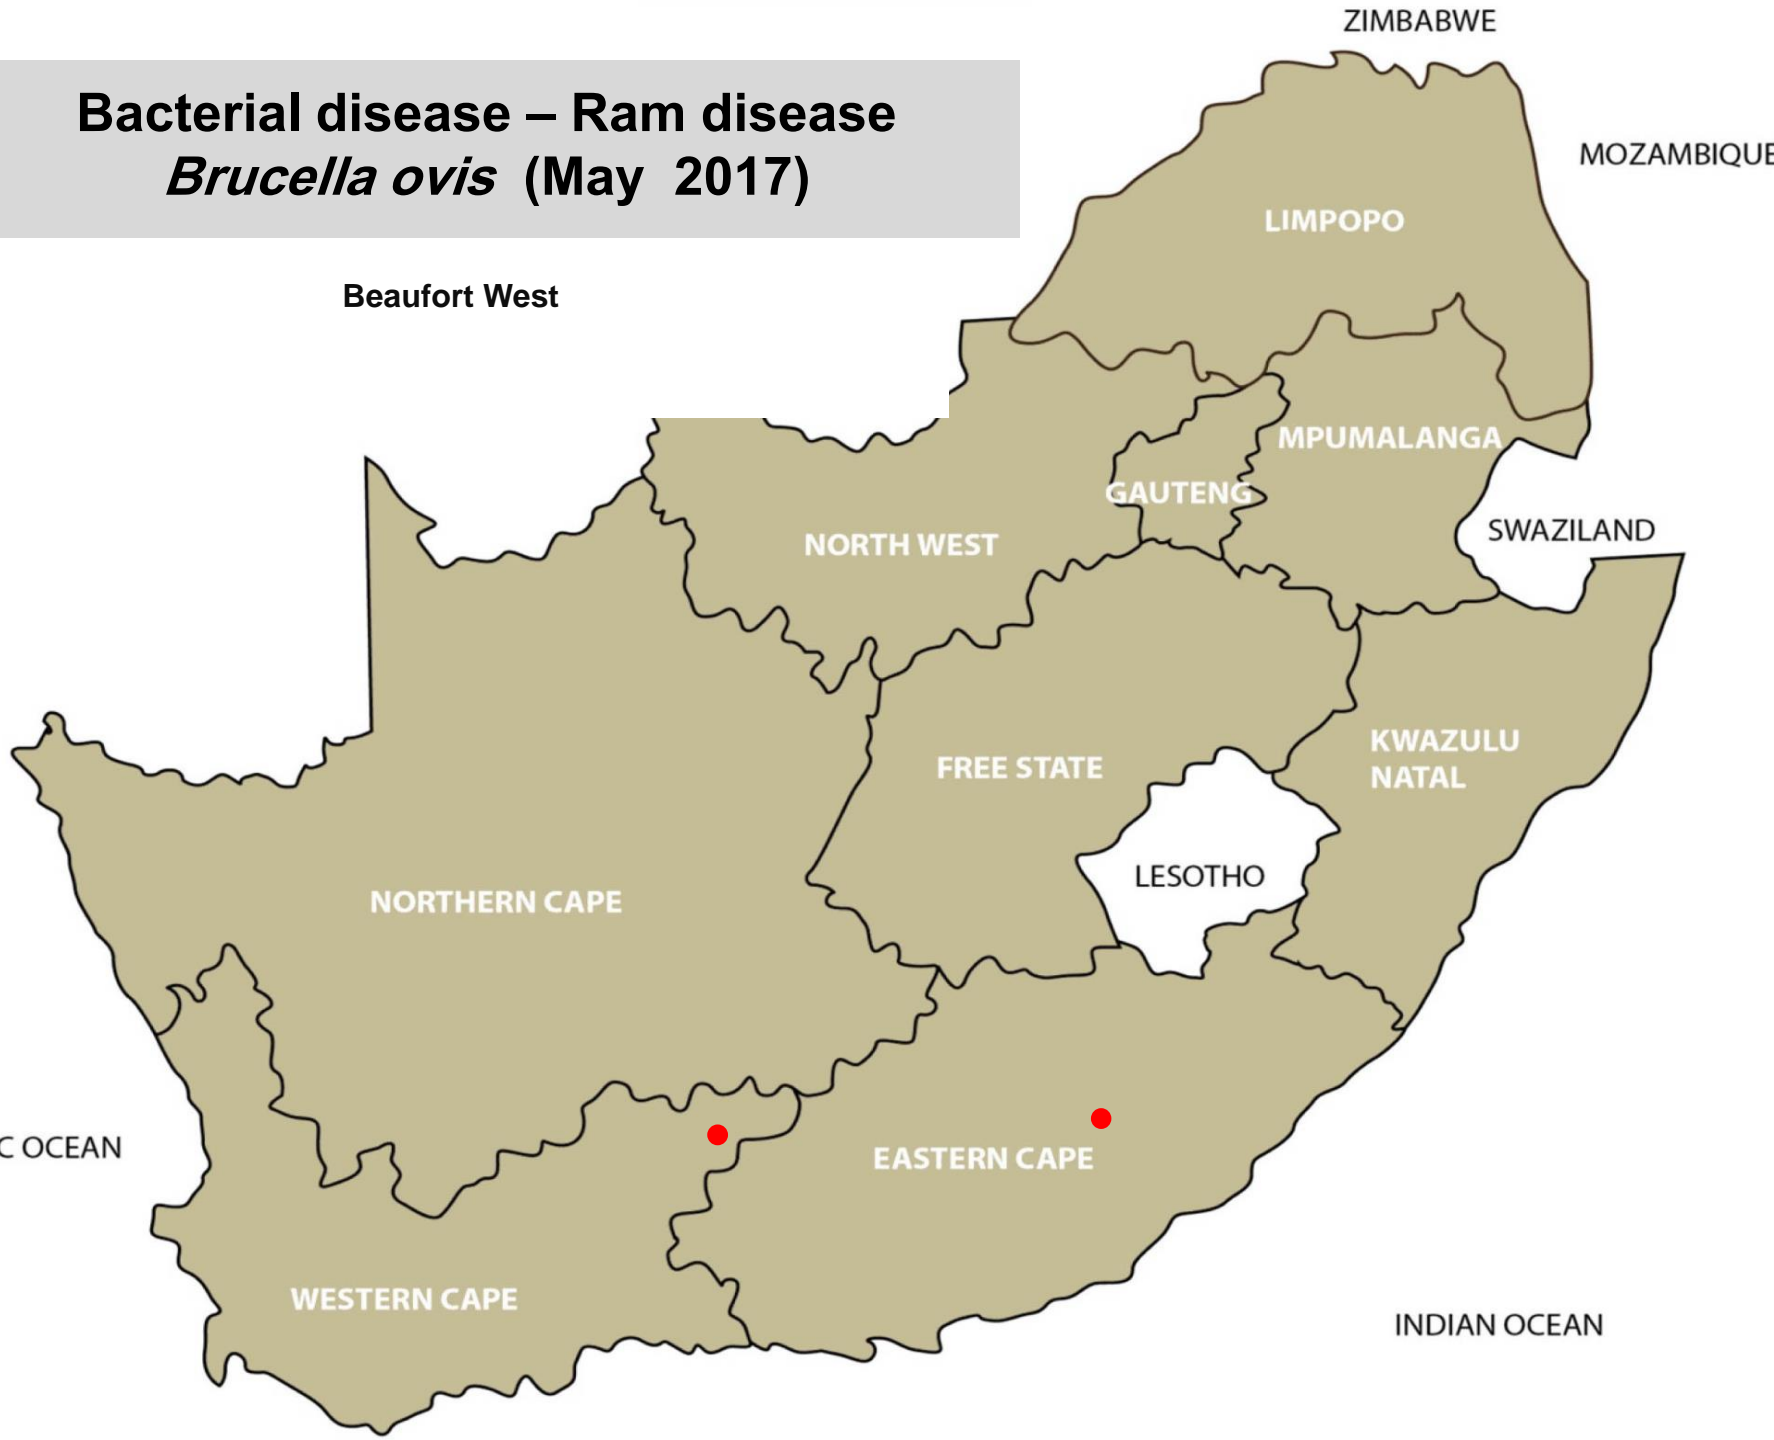 ZIMBABWE
Bacterial disease – Ram disease
Brucella ovis (May 2017)
MOZAMBIQUE
LIMPOPO
Beaufort West
MPUMALANGA
GAUTENG
SWAZILAND
NORTH WEST
KWAZULU
NATAL
FREE STATE
LESOTHO
NORTHERN CAPE
C OCEAN
EASTERN CAPE
WESTERN CAPE
INDIAN OCEAN